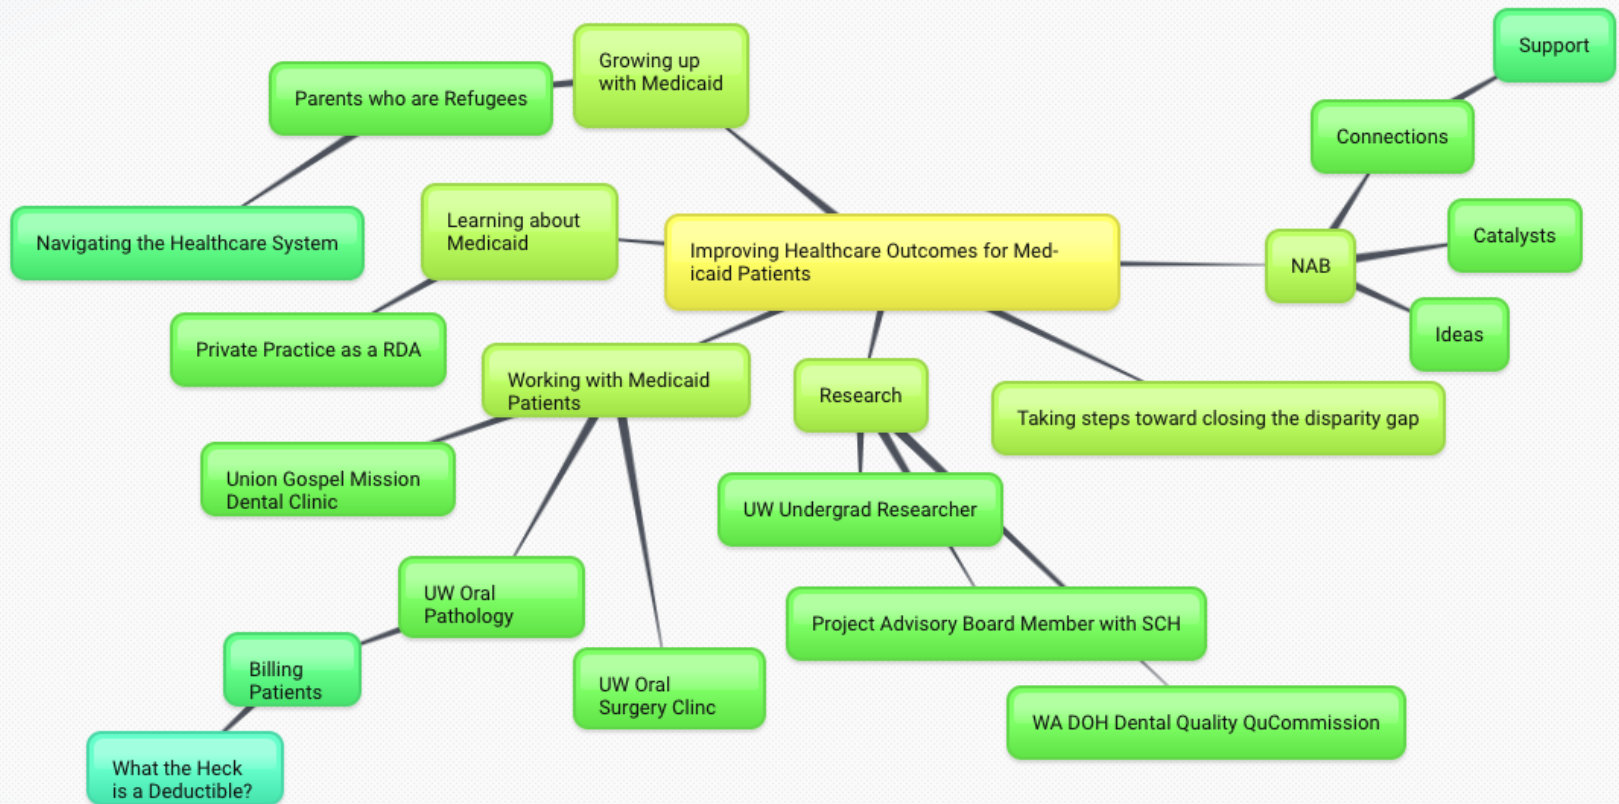 Support
Growing up
with Medicaid
Parents who are Refugees
Connections
Learning about
Medicaid
Catalysts
Navigating the Healthcare System
Improving Healthcare Outcomes for Med-
icaid Patients
NAB
Ideas
Private Practice as a RDA
Working with Medicaid
Patients
Research
Taking steps toward closing the disparity gap
Union Gospel Mission
Dental Clinic
UW Undergrad Researcher
UW Oral
Pathology
Project Advisory Board Member with SCH
Billing
Patients
UW Oral
Surgery Clinc
WA DOH Dental Quality QuCommission
What the Heck
is a Deductible?